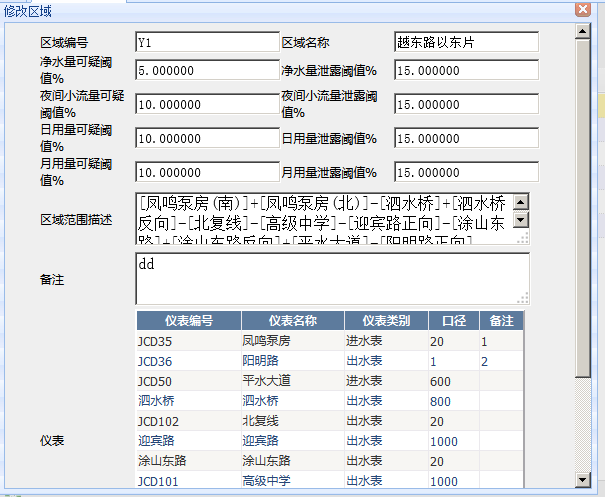 修改区域
区域编号 Y1 区域名称 越东路以东片
净水量可疑阈值% 5.000000 净水量泄露阈值% 15.000000
夜间小流量可疑阈值% 10.000000 夜间小流量泄露阈值% 15.000000
日用量可疑阈值% 10.000000 日用量泄露阈值% 15.000000
月用量可疑阈值% 10.000000 月用量泄露阈值% 15.000000
区域范围描述
[凤鸣泵房(南)]+[凤鸣泵房(北)]-[泗水桥]+[泗水桥
反向]-[北复线]-[高级中学]-[迎宾路正向]-[涂山东
路]+[涂山东路反向]+[平水大道]-[阳明路正向]
备注 dd
仪表
仪表编号 仪表名称 仪表类别 口径 备注
JCD35 凤鸣泵房 进水表 20 1
JCD36 阳明路 出水表 1 2
JCD50 平水大道 进水表 600
泗水桥 泗水桥 出水表 800
JCD102 北复线 出水表 20
迎宾路 迎宾路 出水表 1000
涂山东路 涂山东路 出水表 20
JCD101 高级中学 出水表 1000